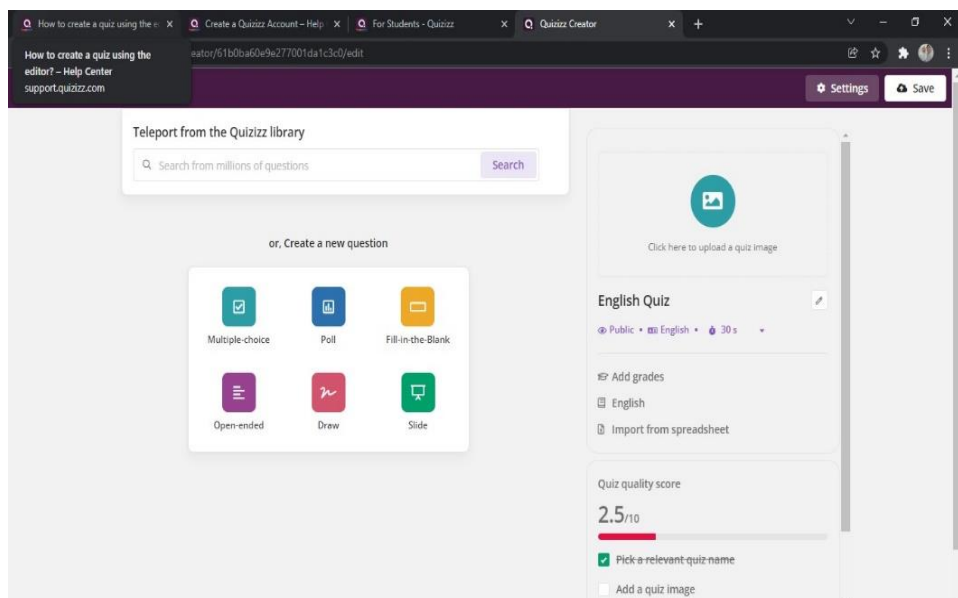 How to create a quiz using the e
Create a Quizizz Account – Help
For Students - Quizizz
Quizizz Creator
How to create a quiz using the
editor? – Help Center
support.quizizz.com
eator/61b0ba60e9e277001da1c3c0/edit
Settings
Save
Teleport from the Quizizz library
Search from millions of questions
Search
or, Create a new question
Multiple-choice
Poll
Fill-in-the-Blank
Open-ended
Draw
Slide
Click here to upload a quiz image
English Quiz
Public • English • 30 s
Add grades
English
Import from spreadsheet
Quiz quality score
2.5/10
Pick a relevant quiz name
Add a quiz image